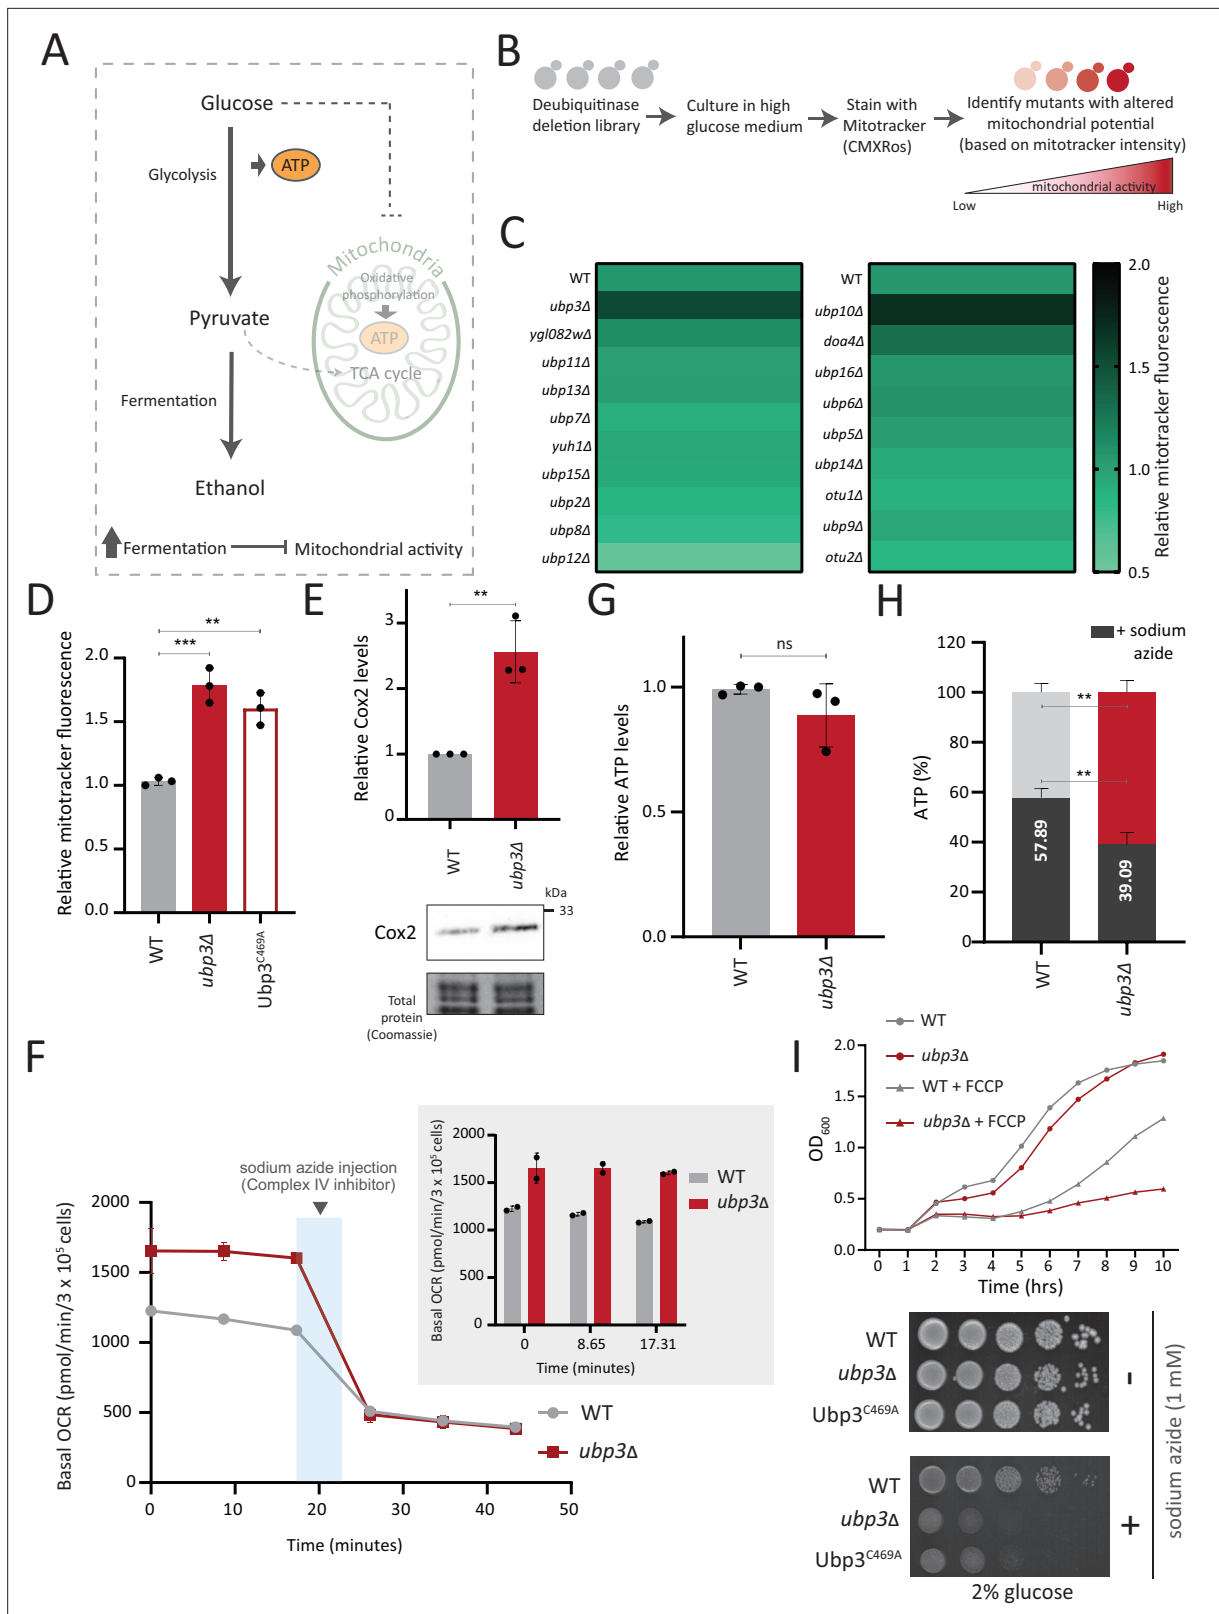 A
Glucose
Glycolysis
ATP
Mitochondria
Oxidative
phosphorylation
ATP
TCA cycle
Pyruvate
Fermentation
Ethanol
Fermentation
Mitochondrial activity
B
Deubiquitinase
deletion library
Culture in high
glucose medium
Stain with
Mitotracker
(CMXRos)
Identify mutants with altered
mitochondrial potential
(based on mitotracker intensity)
mitochondrial activity
Low
High
C
WT
ubp3Δ
ygl082wΔ
ubp11Δ
ubp13Δ
ubp7Δ
yuh1Δ
ubp15Δ
ubp2Δ
ubp8Δ
ubp12Δ
WT
ubp10Δ
doa4Δ
ubp16Δ
ubp6Δ
ubp5Δ
ubp14Δ
otu1Δ
ubp9Δ
otu2Δ
2.0
1.5
1.0
0.5
Relative mitotracker fluorescence
D
Relative mitotracker fluorescence
2.0
1.5
1.0
0.5
0.0
**
***
WT
ubp3Δ
Ubp3C469A
E
Relative Cox2 levels
3
2
1
0
**
WT
ubp3Δ
kDa
33
Cox2
Total
protein
(Coomassie)
G
Relative ATP levels
1.0
0.5
0.0
ns
WT
ubp3Δ
H
+ sodium
azide
ATP (%)
120
100
80
60
40
20
0
**
**
57.89
39.09
WT
ubp3Δ
F
Basal OCR (pmol/min/3 x 10⁵ cells)
2000
1500
1000
500
0
sodium azide injection
(Complex IV inhibitor)
0
10
20
30
40
50
Time (minutes)
WT
ubp3Δ
Basal OCR (pmol/min/3 x 10⁵ cells)
2000
1500
1000
500
0
0
8.65
17.31
Time (minutes)
WT
ubp3Δ
I
WT
ubp3Δ
WT + FCCP
ubp3Δ + FCCP
OD600
2.0
1.5
1.0
0.5
0.0
0 1 2 3 4 5 6 7 8 9 10
Time (hrs)
WT
ubp3Δ
Ubp3C469A
-
WT
ubp3Δ
Ubp3C469A
+
sodium azide (1 mM)
2% glucose